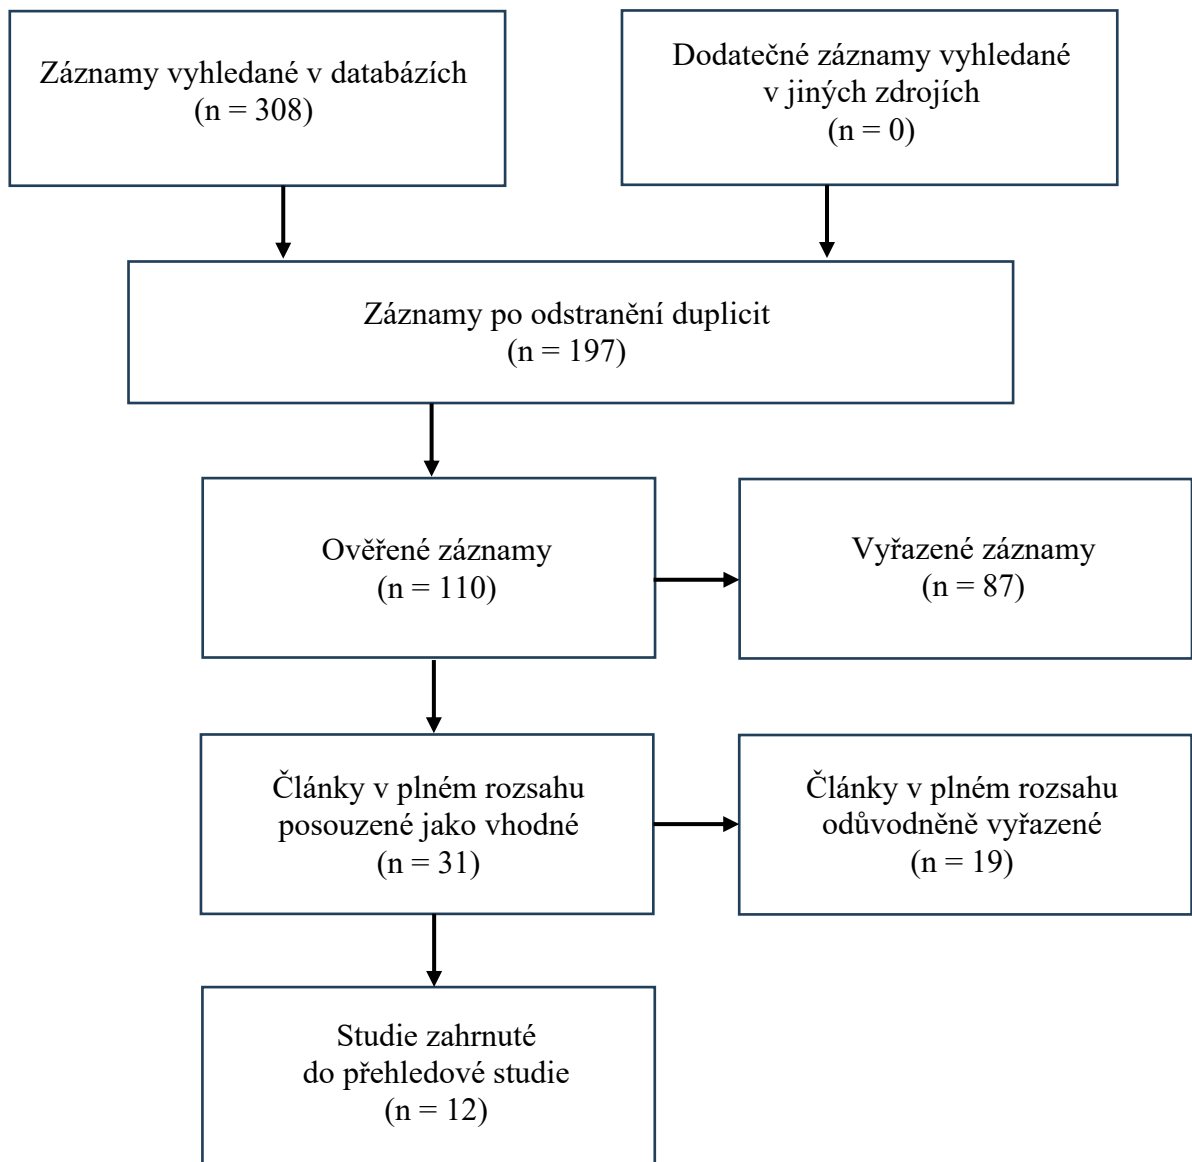 Záznamy vyhledané v databázích
(n = 308)
Dodatečné záznamy vyhledané
v jiných zdrojích
(n = 0)
Záznamy po odstranění duplicit
(n = 197)
Ověřené záznamy
(n = 110)
Vyřazené záznamy
(n = 87)
Články v plném rozsahu
posouzené jako vhodné
(n = 31)
Články v plném rozsahu
odůvodněně vyřazené
(n = 19)
Studie zahrnuté
do přehledové studie
(n = 12)